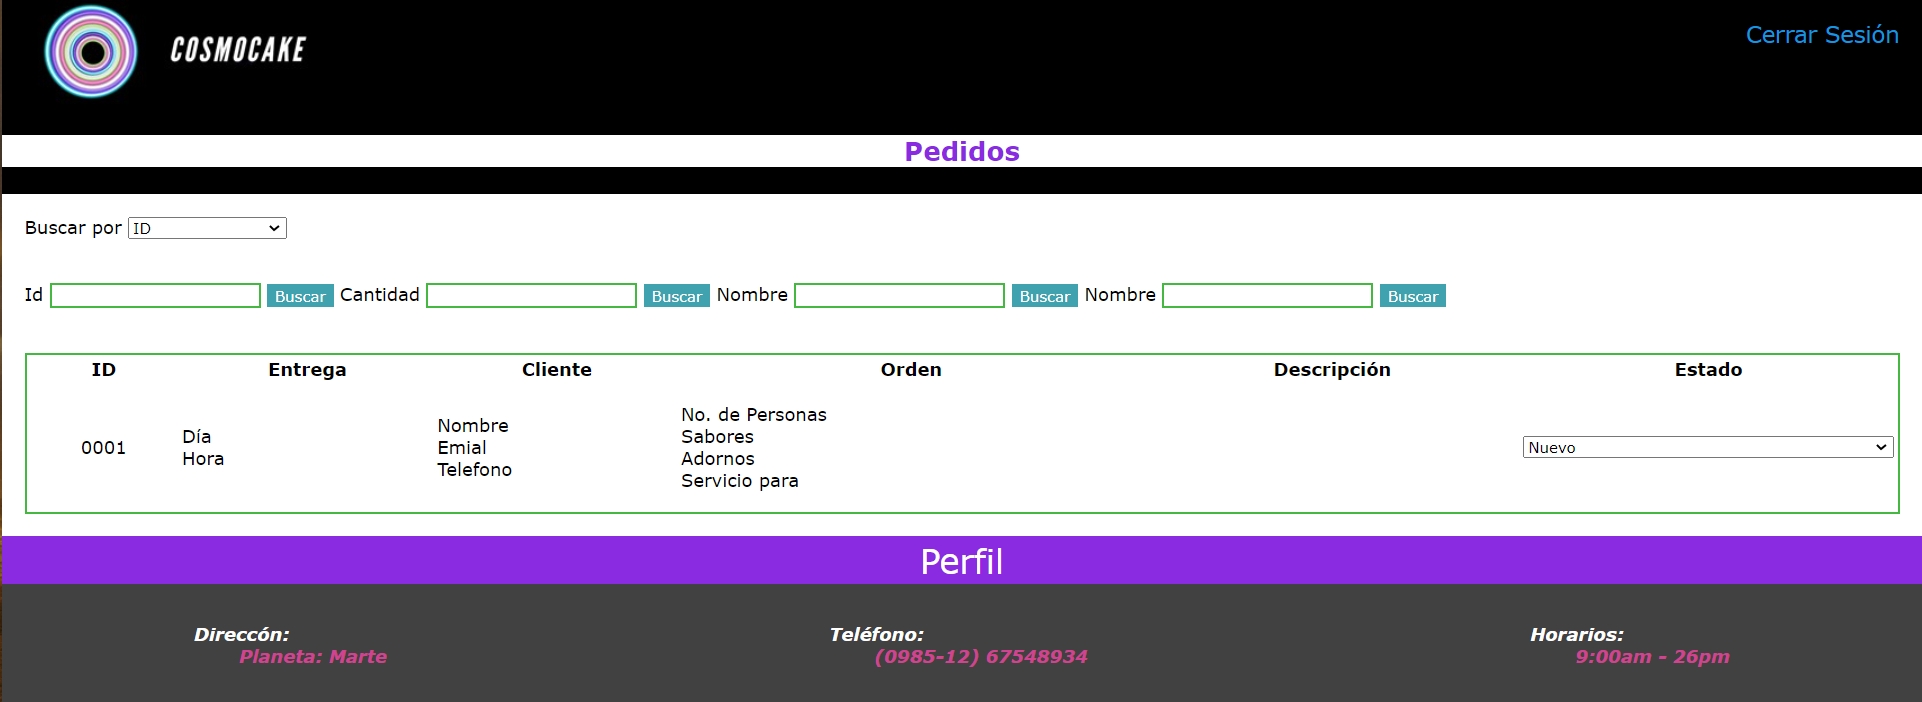 COSMOCAKE
Cerrar Sesión
Pedidos
Buscar por ID
Id Buscar Cantidad Buscar Nombre Buscar Nombre Buscar
ID Entrega Cliente Orden Descripción Estado
0001
Día
Hora
Nombre
Emial
Telefono
No. de Personas
Sabores
Adornos
Servicio para
Nuevo
Perfil
Direccón:
Planeta: Marte
Teléfono:
(0985-12) 67548934
Horarios:
9:00am - 26pm